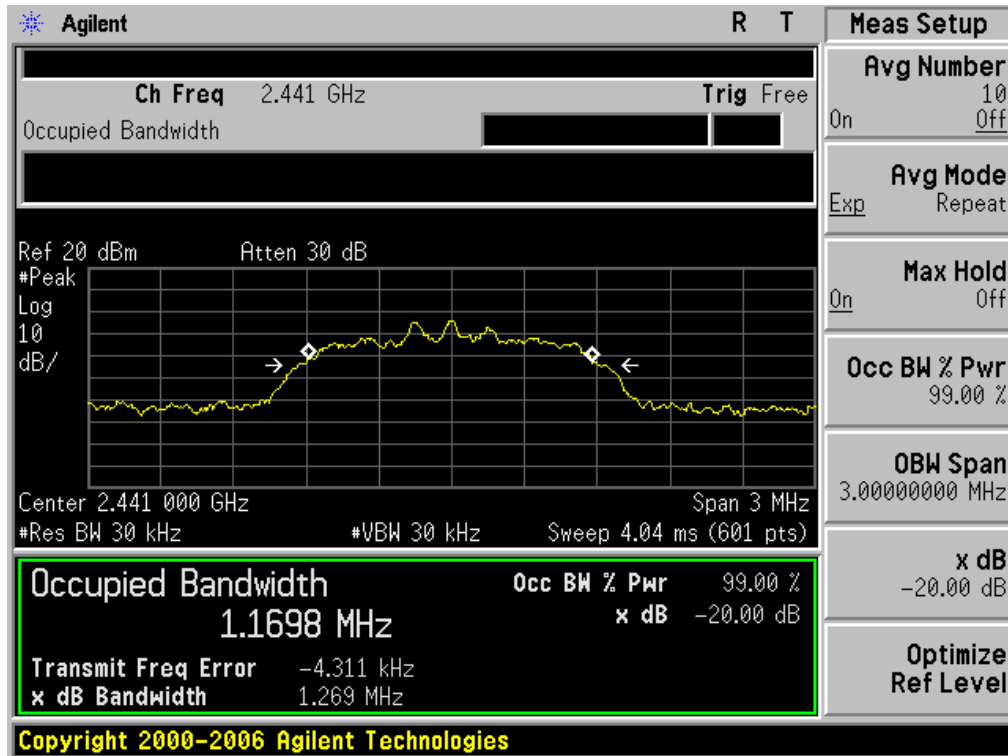 Agilent R T
Ch Freq 2.441 GHz Trig Free
Occupied Bandwidth
Ref 20 dBm Atten 30 dB
#Peak
Log
10
dB/
Center 2.441 000 GHz Span 3 MHz
#Res BW 30 kHz #VBW 30 kHz Sweep 4.04 ms (601 pts)
Occupied Bandwidth
1.1698 MHz
Occ BW % Pwr 99.00 %
x dB -20.00 dB
Transmit Freq Error -4.311 kHz
x dB Bandwidth 1.269 MHz
Meas Setup
Avg Number
10
On Off
Avg Mode
Exp Repeat
Max Hold
On Off
Occ BW % Pwr
99.00 %
OBW Span
3.00000000 MHz
x dB
-20.00 dB
Optimize
Ref Level
Copyright 2000-2006 Agilent Technologies